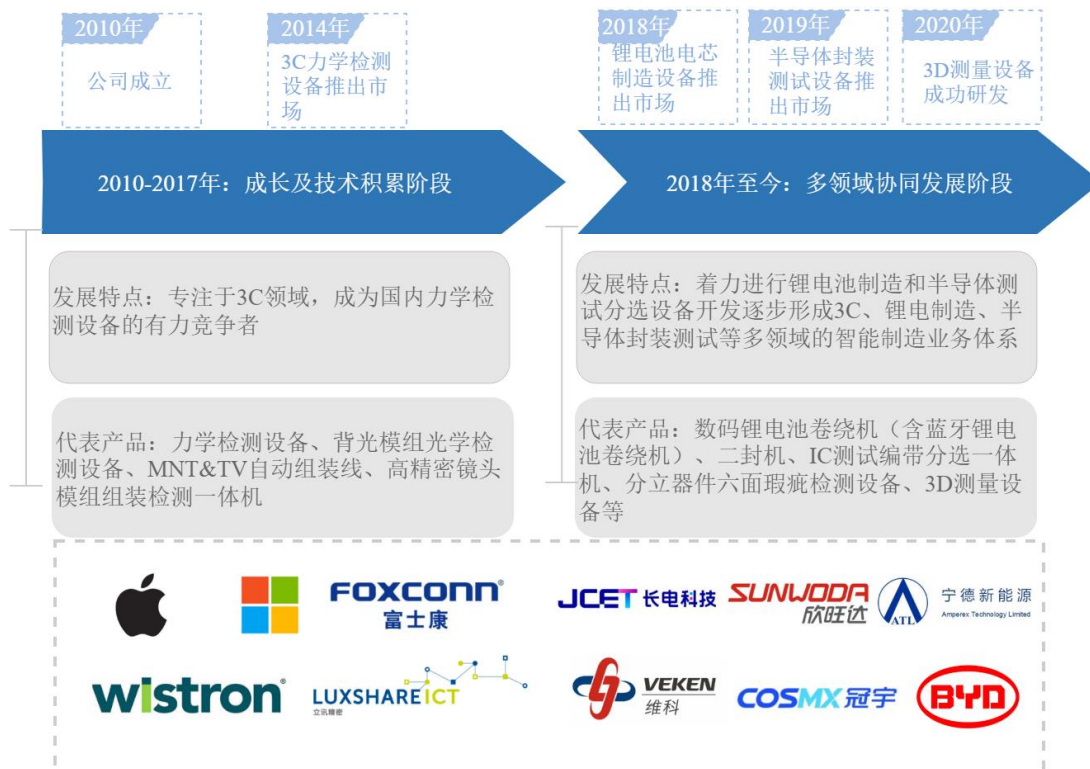 2010年
公司成立
2014年
3C力学检测
设备推出市
场
2018年
锂电池电芯
制造设备推
出市场
2019年
半导体封装
测试设备推
出市场
2020年
3D测量设备
成功研发
2010-2017年：成长及技术积累阶段
2018年至今：多领域协同发展阶段
发展特点：专注于3C领域，成为国内力学检
测设备的有力竞争者
发展特点：着力进行锂电池制造和半导体测
试分选设备开发逐步形成3C、锂电制造、半
导体封装测试等多领域的智能制造业务体系
代表产品：力学检测设备、背光模组光学检
测设备、MNT&TV自动组装线、高精密镜头
模组组装检测一体机
代表产品：数码锂电池卷绕机（含蓝牙锂电
池卷绕机）、二封机、IC测试编带分选一体
机、分立器件六面瑕疵检测设备、3D测量设
备等
FOXCONN®
富士康
JCET 长电科技
SUNWODA
欣旺达
ATL
宁德新能源
Amperex Technology Limited
wistron®
LUXSHARE ICT
立讯精密
VEKEN
维科
COSMX 冠宇
BYD